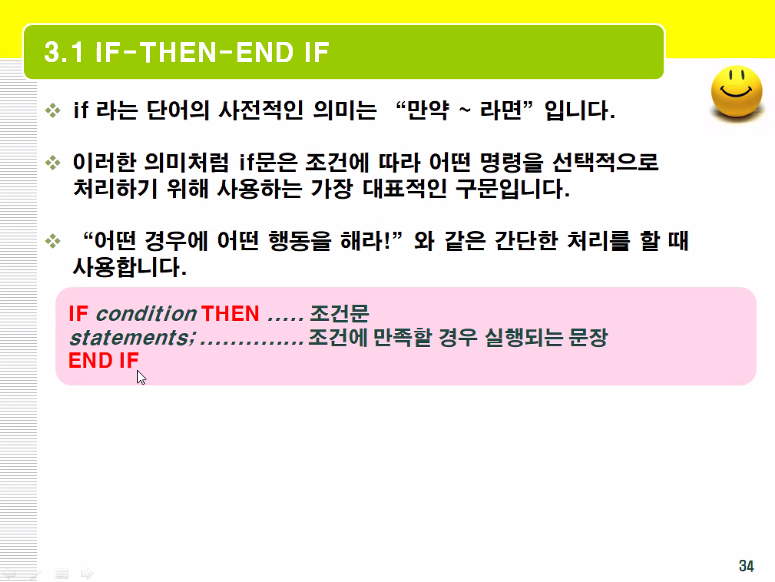 3.1 IF-THEN-END IF
if 라는 단어의 사전적인 의미는 “만약 ~ 라면” 입니다.
이러한 의미처럼 if문은 조건에 따라 어떤 명령을 선택적으로
처리하기 위해 사용하는 가장 대표적인 구문입니다.
“어떤 경우에 어떤 행동을 해라!” 와 같은 간단한 처리를 할 때
사용합니다.
IF condition THEN ..... 조건문
statements; .............. 조건에 만족할 경우 실행되는 문장
END IF
34